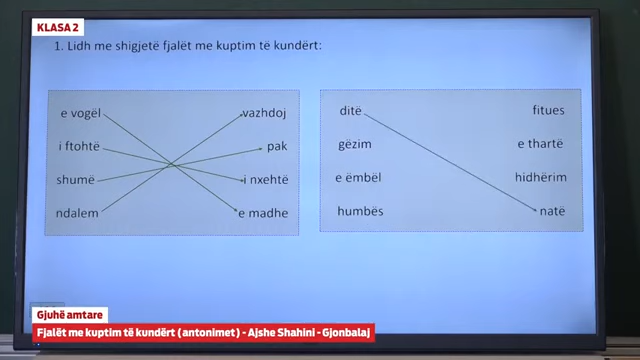 KLASA 2
1. Lidh me shigjetë fjalët me kuptim të kundërt:
e vogël
vazhdoj
i ftohtë
pak
shumë
i nxehtë
ndalem
e madhe
ditë
fitues
gëzim
e thartë
e ëmbël
hidhërim
humbës
natë
Gjuhë amtare
Fjalët me kuptim të kundërt (antonimet) - Ajshe Shahini - Gjonbalaj